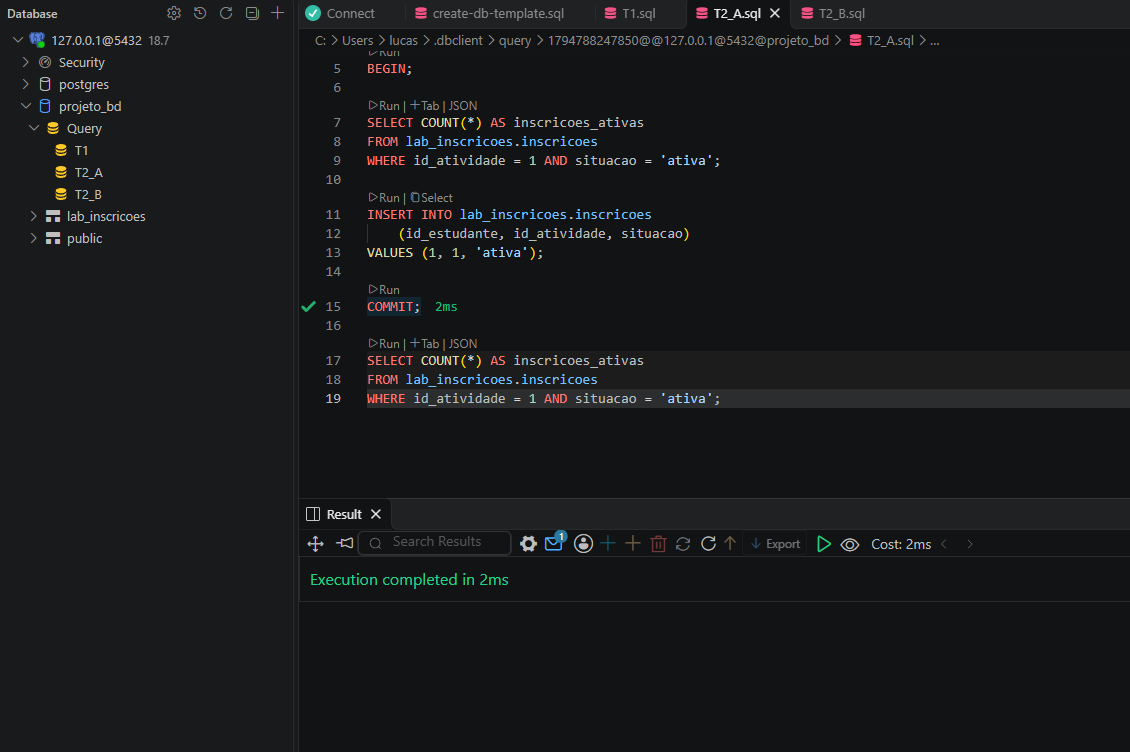 Database
127.0.0.1@5432 18.7
Security
postgres
projeto_bd
Query
T1
T2_A
T2_B
lab_inscricoes
public
Connect
create-db-template.sql
T1.sql
T2_A.sql
T2_B.sql
C: > Users > lucas > .dbclient > query > 1794788247850@@127.0.0.1@5432@projeto_bd > T2_A.sql > ...
Run
5 BEGIN;
6
Run | +Tab | JSON
7 SELECT COUNT(*) AS inscricoes_ativas
8 FROM lab_inscricoes.inscricoes
9 WHERE id_atividade = 1 AND situacao = 'ativa';
10
Run | Select
11 INSERT INTO lab_inscricoes.inscricoes
12     (id_estudante, id_atividade, situacao)
13 VALUES (1, 1, 'ativa');
14
Run
15 COMMIT; 2ms
16
Run | +Tab | JSON
17 SELECT COUNT(*) AS inscricoes_ativas
18 FROM lab_inscricoes.inscricoes
19 WHERE id_atividade = 1 AND situacao = 'ativa';
Result
Search Results
1
Export
Cost: 2ms
Execution completed in 2ms